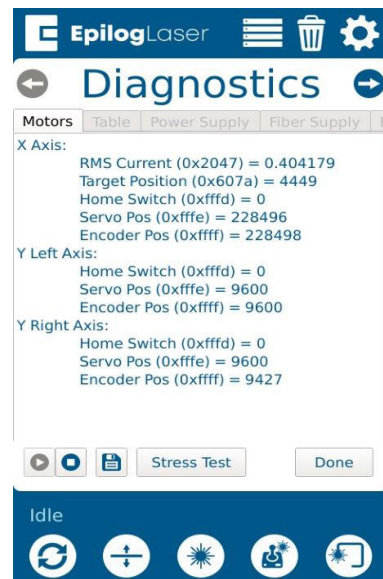 EpilogLaser
Diagnostics
Motors Table Power Supply Fiber Supply
X Axis:
RMS Current (0x2047) = 0.404179
Target Position (0x607a) = 4449
Home Switch (0xfffd) = 0
Servo Pos (0xfffe) = 228496
Encoder Pos (0xffff) = 228498
Y Left Axis:
Home Switch (0xfffd) = 0
Servo Pos (0xfffe) = 9600
Encoder Pos (0xffff) = 9600
Y Right Axis:
Home Switch (0xfffd) = 0
Servo Pos (0xfffe) = 9600
Encoder Pos (0xffff) = 9427
Stress Test Done
Idle